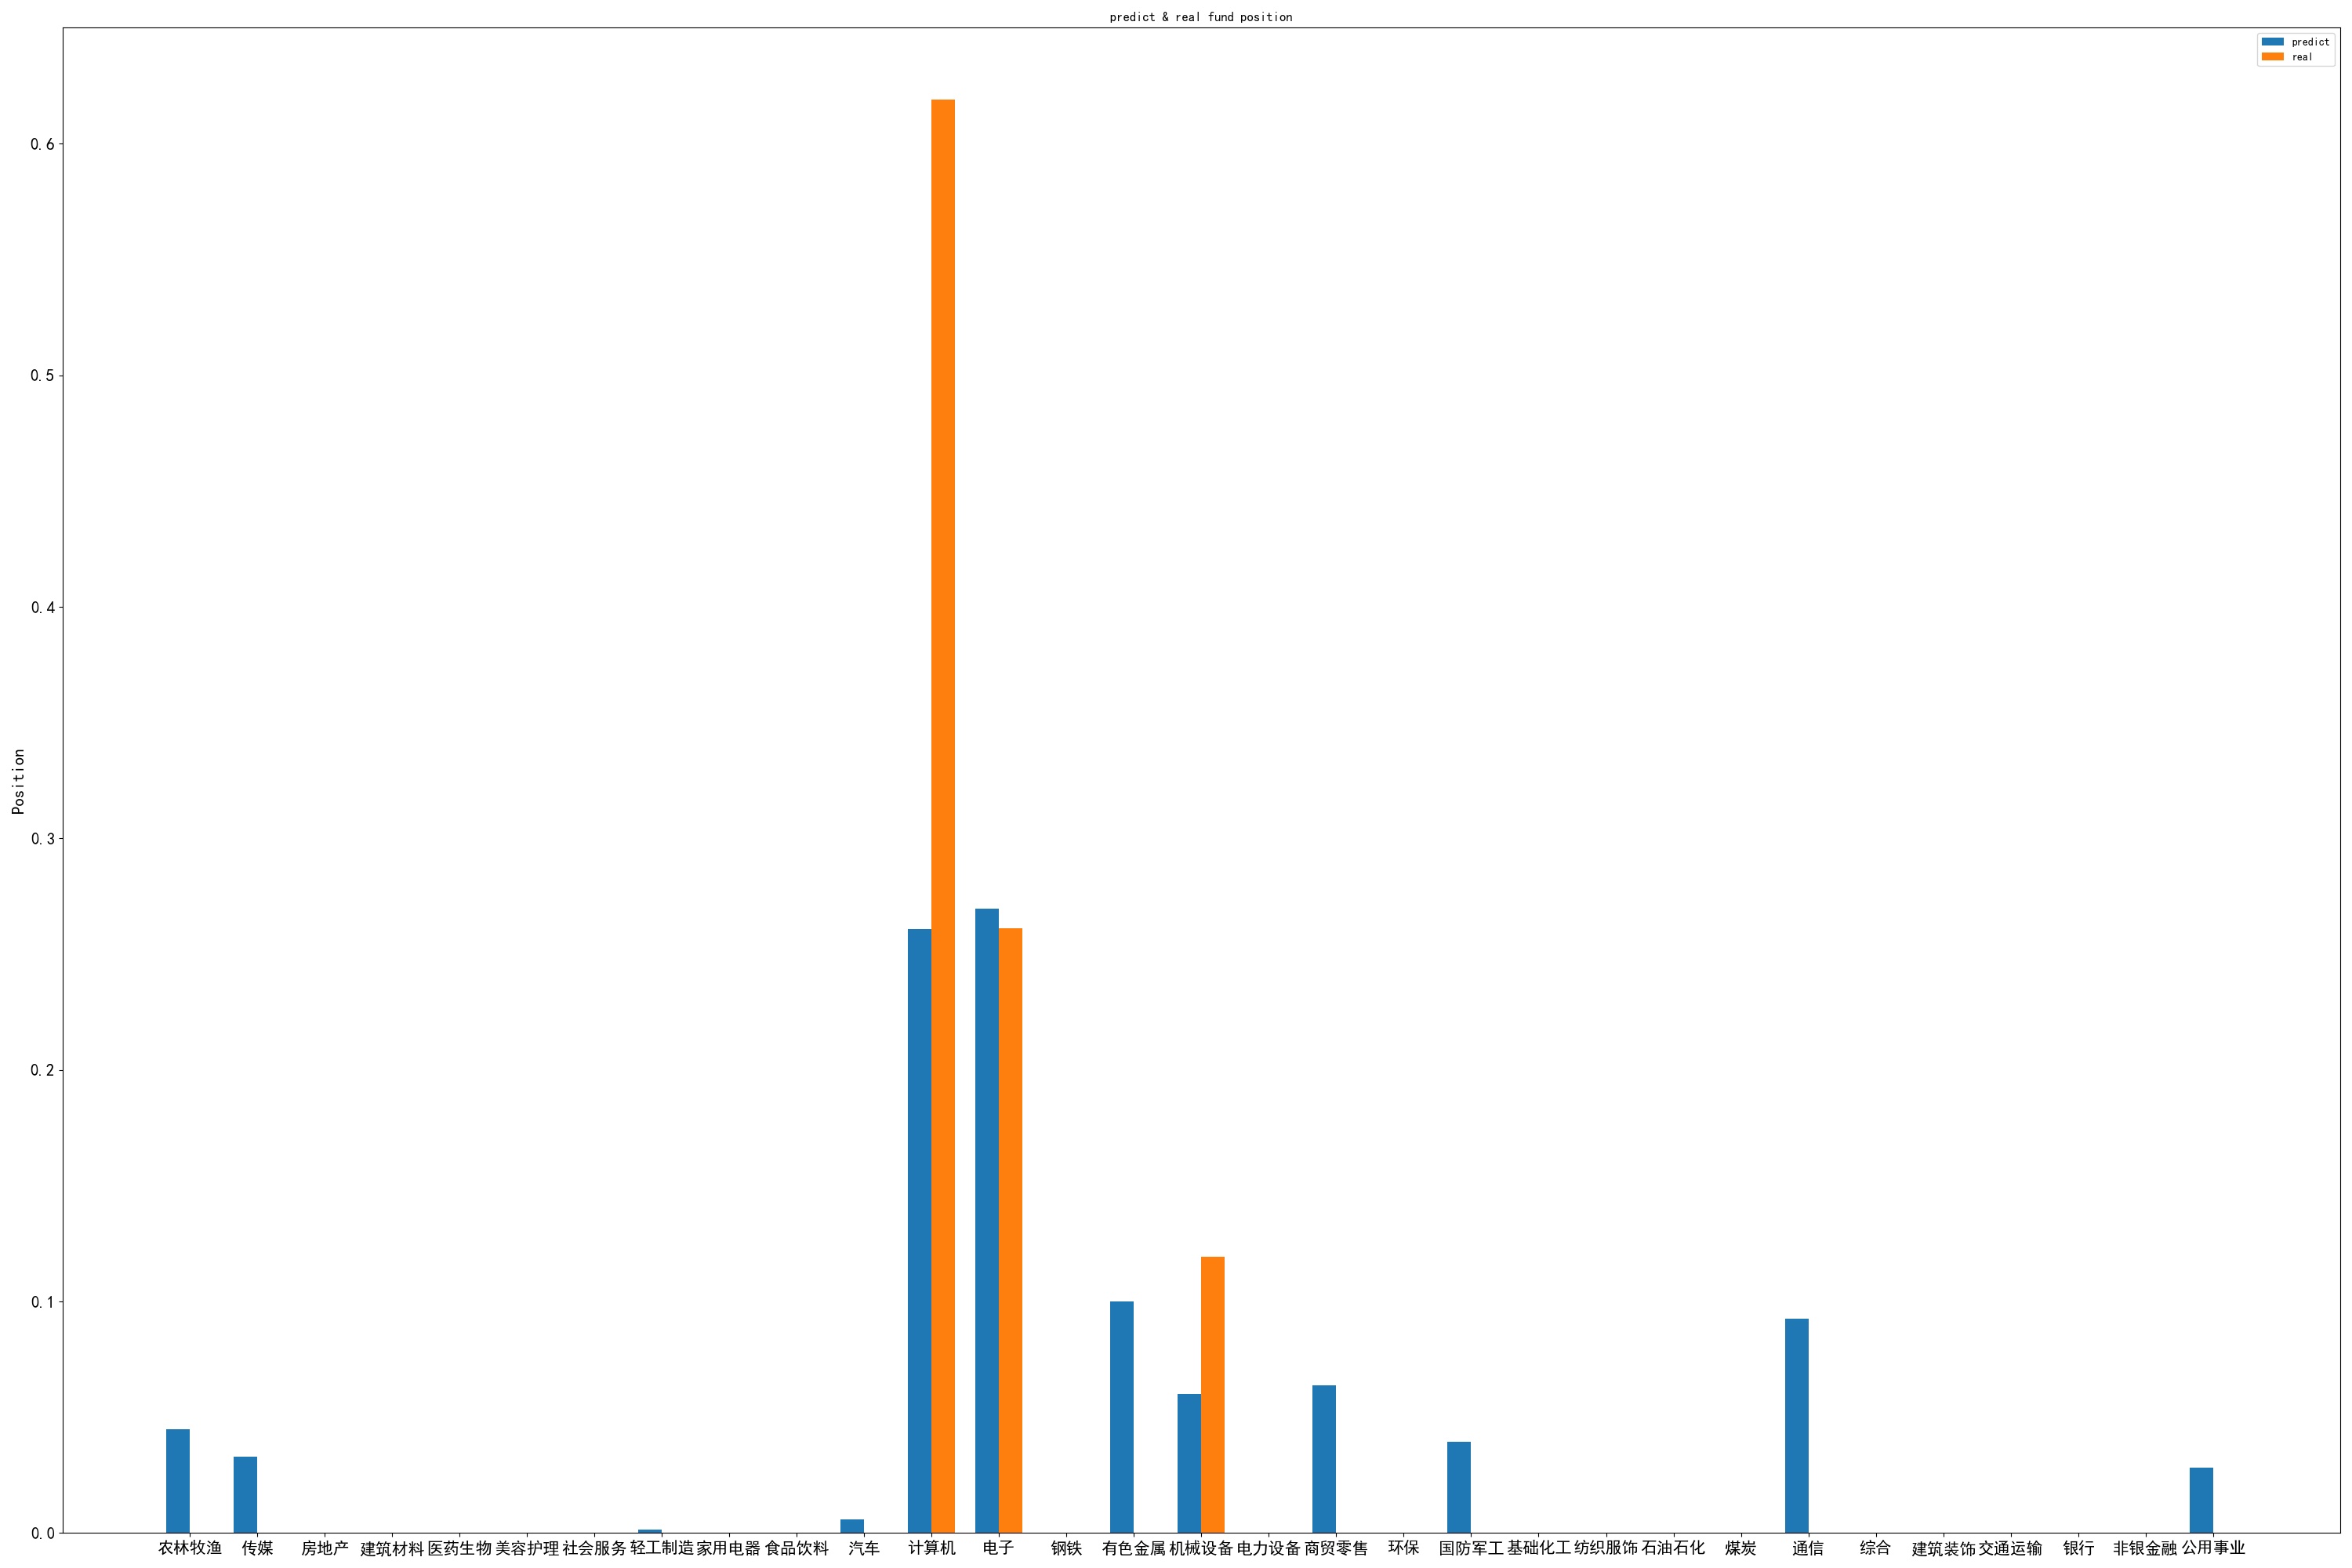 predict & real fund position
predict
real
0.6
0.5
0.4
0.3
0.2
0.1
0.0
Position
农林牧渔 传媒 房地产 建筑材料 医药生物 美容护理 社会服务 轻工制造 家用电器 食品饮料 汽车 计算机 电子 钢铁 有色金属 机械设备 电力设备 商贸零售 环保 国防军工 基础化工 纺织服饰 石油石化 煤炭 通信 综合 建筑装饰 交通运输 银行 非银金融 公用事业